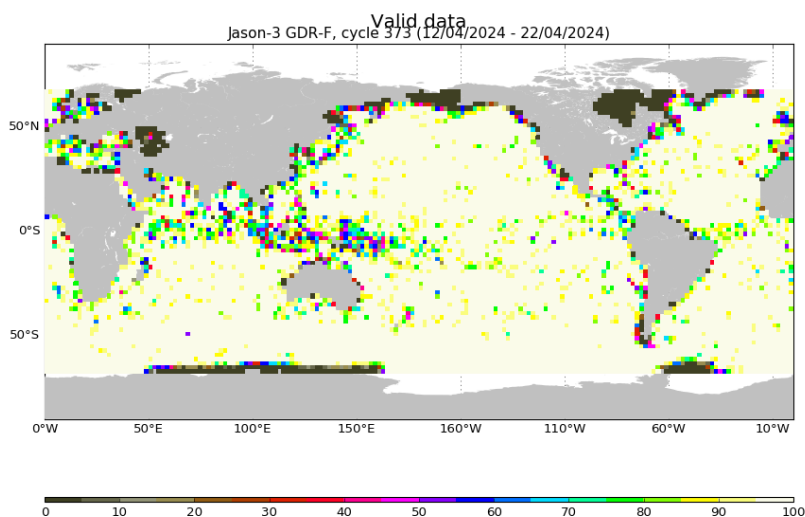 Valid data
Jason-3 GDR-F, cycle 373 (12/04/2024 - 22/04/2024)
50°N
0°S
50°S
0°W 50°E 100°E 150°E 160°W 110°W 60°W 10°W
0 10 20 30 40 50 60 70 80 90 100